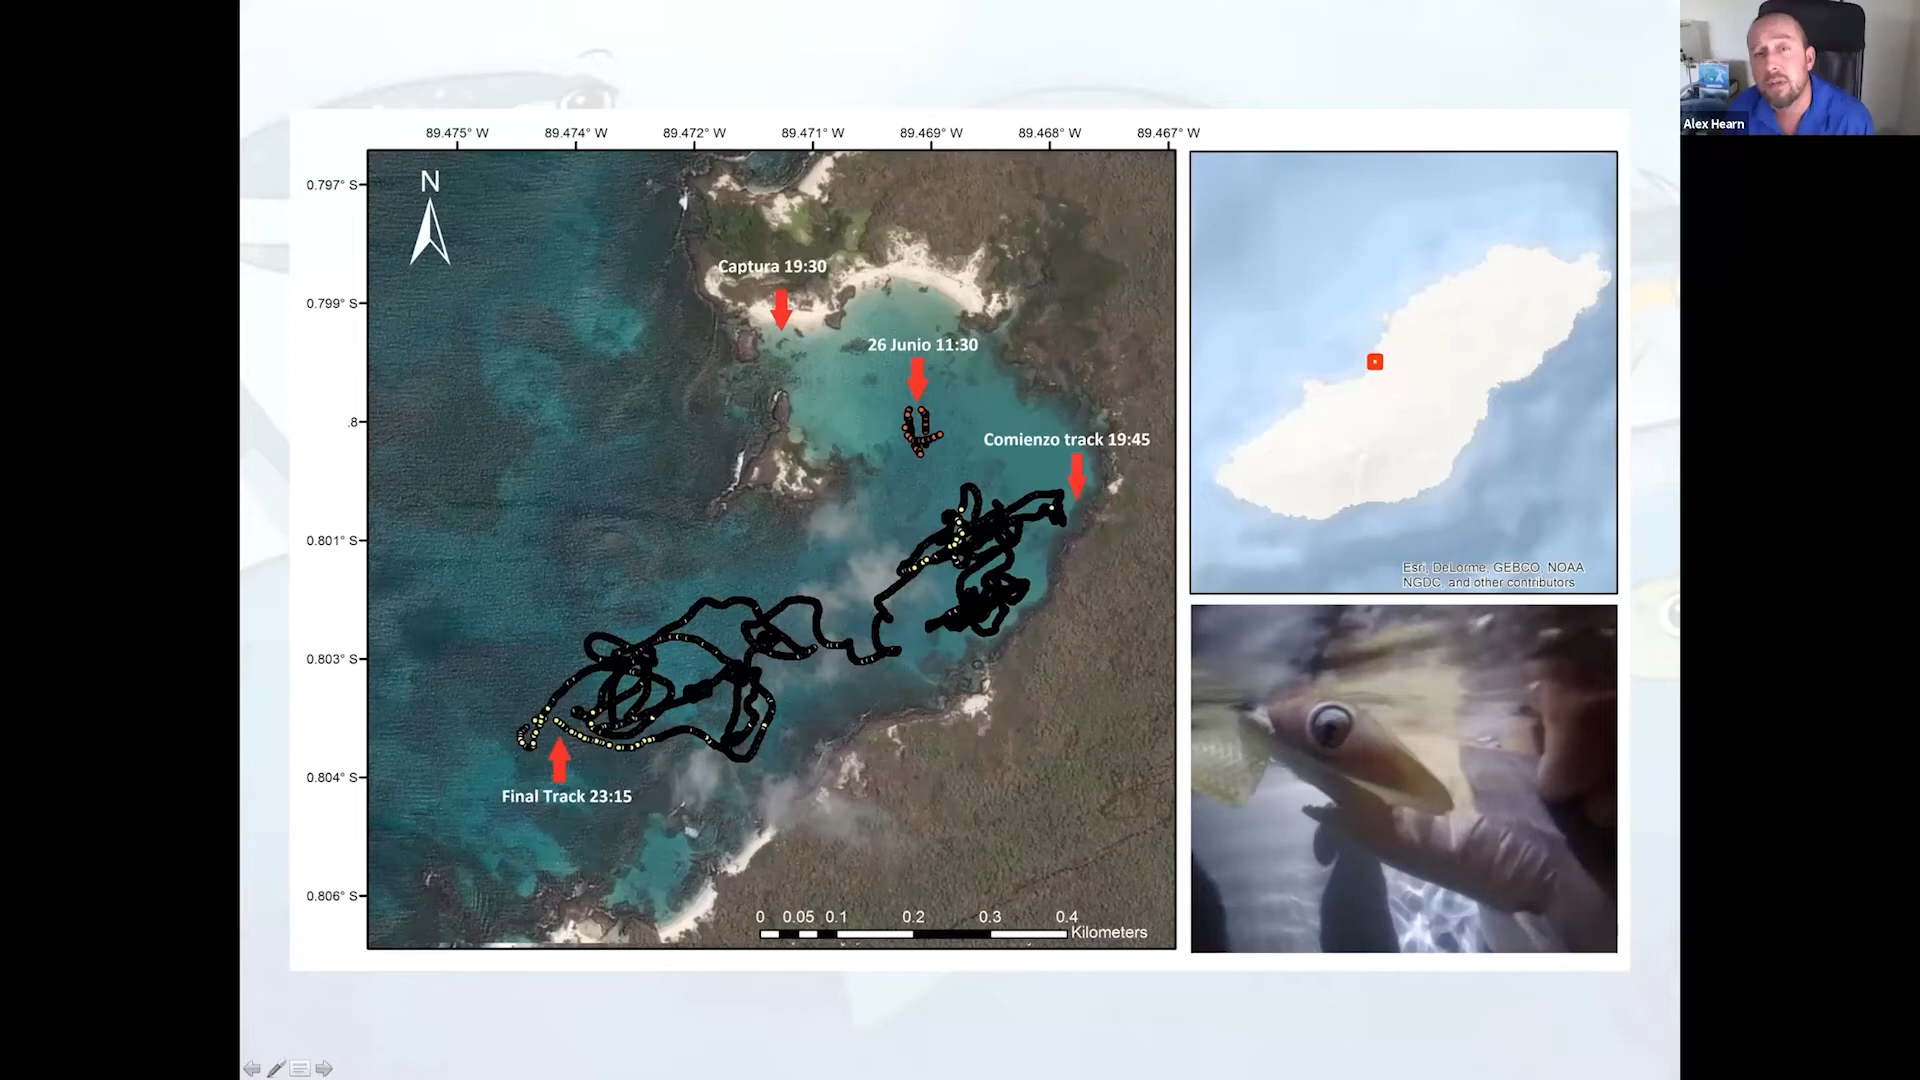 Alex Hearn
89.475° W 89.474° W 89.472° W 89.471° W 89.469° W 89.468° W 89.467° W
0.797° S
N
Captura 19:30
0.799° S
26 Junio 11:30
.8
Comienzo track 19:45
0.801° S
Esri, DeLorme, GEBCO, NOAA
NGDC, and other contributors
0.803° S
0.804° S
Final Track 23:15
0.806° S
0 0.05 0.1 0.2 0.3 0.4
Kilometers